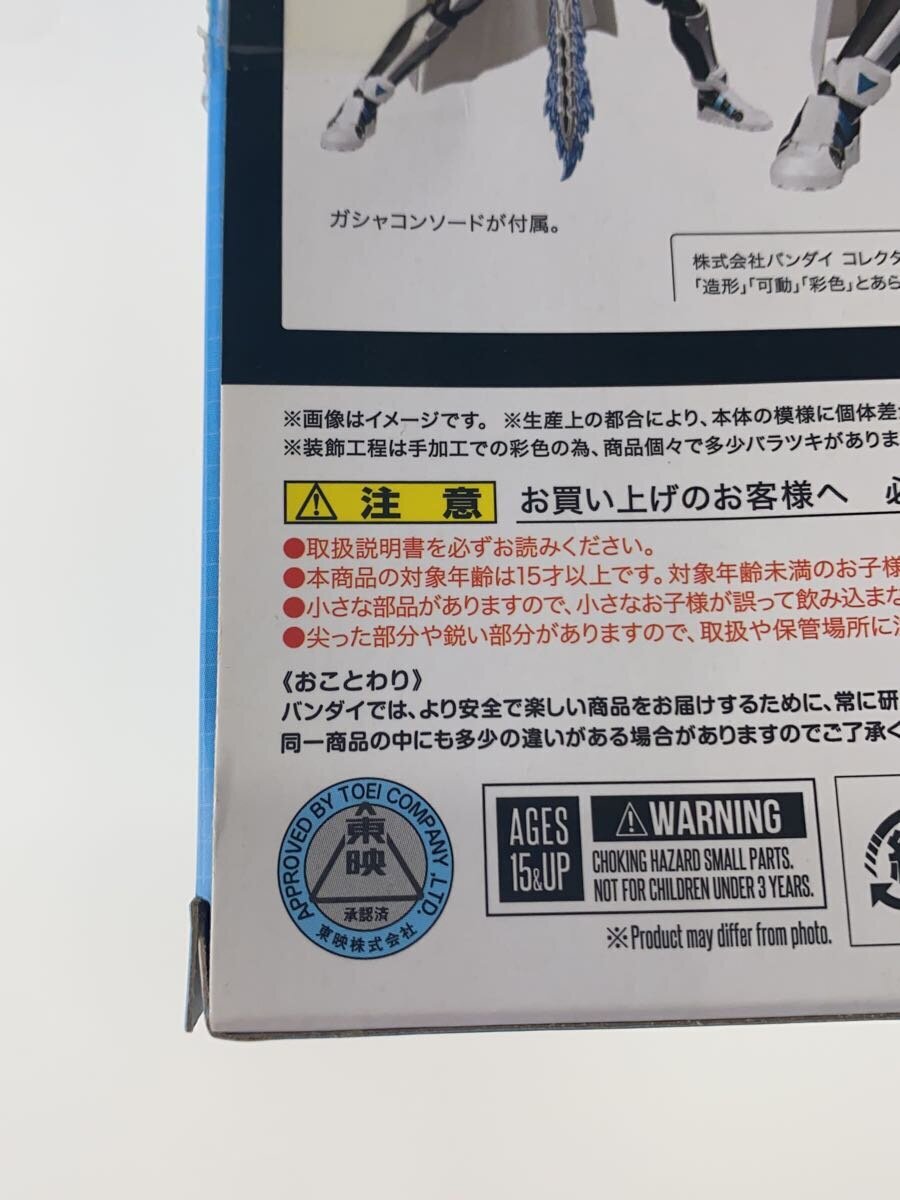 ガシャコンソードが付属。
株式会社バンダイ コレクタ
「造形」「可動」「彩色」とあら
※画像はイメージです。 ※生産上の都合により、本体の模様に個体差
※装飾工程は手加工での彩色の為、商品個々で多少バラツキがありま
注 意
お買い上げのお客様へ 必
●取扱説明書を必ずお読みください。
●本商品の対象年齢は15才以上です。対象年齢未満のお子様
●小さな部品がありますので、小さなお子様が誤って飲み込まな
●尖った部分や鋭い部分がありますので、取扱や保管場所に
《おことわり》
バンダイでは、より安全で楽しい商品をお届けするために、常に研
同一商品の中にも多少の違いがある場合がありますのでご了承く
APPROVED BY TOEI COMPANY ,LTD.
東映
承認済
東映株式会社
AGES
15&UP
WARNING
CHOKING HAZARD SMALL PARTS.
NOT FOR CHILDREN UNDER 3 YEARS.
※Product may differ from photo.